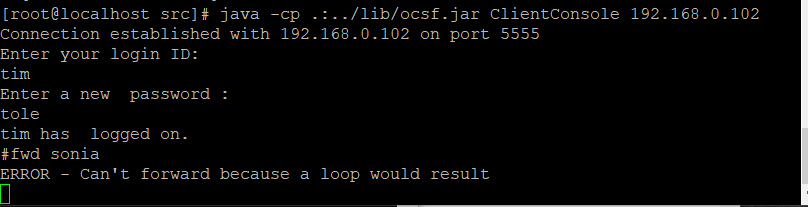 [root@localhost src]# java -cp .:../lib/ocsf.jar ClientConsole 192.168.0.102
Connection established with 192.168.0.102 on port 5555
Enter your login ID:
tim
Enter a new  password :
tole
tim has  logged on.
#fwd sonia
ERROR - Can't forward because a loop would result